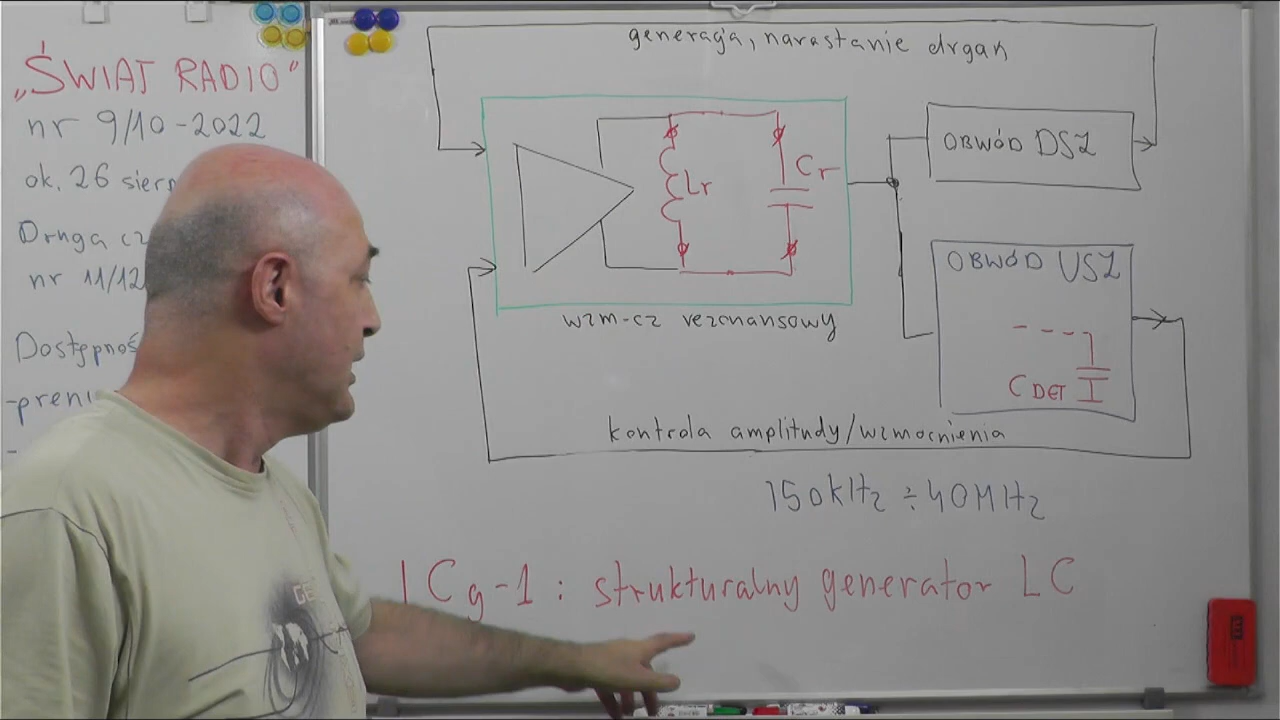 „ŚWIAT RADIO”
nr 9/10-2022
ok. 26 sierp
Druga cz
nr 11/12
Dostępnoś
-pren
generacja, narastanie drgań
Lr
Cr
wzm-cz rezonansowy
OBWÓD DSZ
OBWÓD USZ
CDET
kontrola amplitudy/wzmocnienia
150kHz ÷ 40MHz
LCg-1: strukturalny generator LC